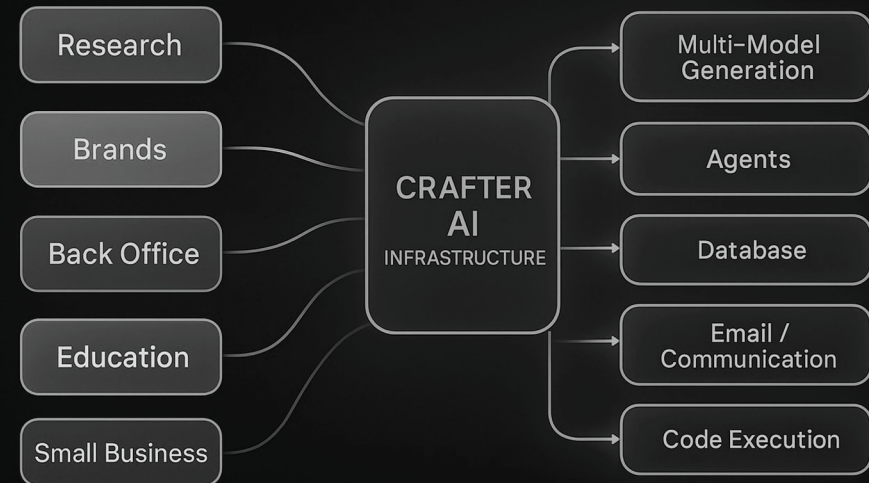 Research
Brands
Back Office
Education
Small Business
CRAFTER
AI
INFRASTRUCTURE
Multi-Model
Generation
Agents
Database
Email /
Communication
Code Execution